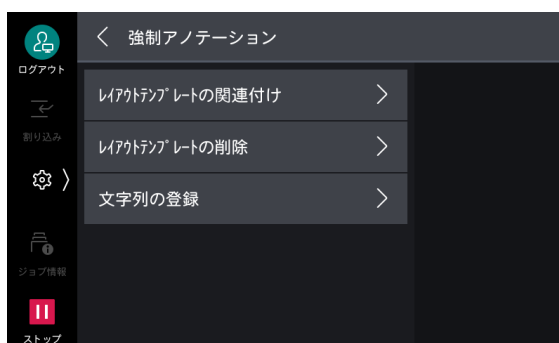 強制アノテーション
ログアウト
ﾚｲｱｳﾄﾃﾝﾌﾟﾚｰﾄの関連付け
割り込み
ﾚｲｱｳﾄﾃﾝﾌﾟﾚｰﾄの削除
文字列の登録
ジョブ情報
ストップ